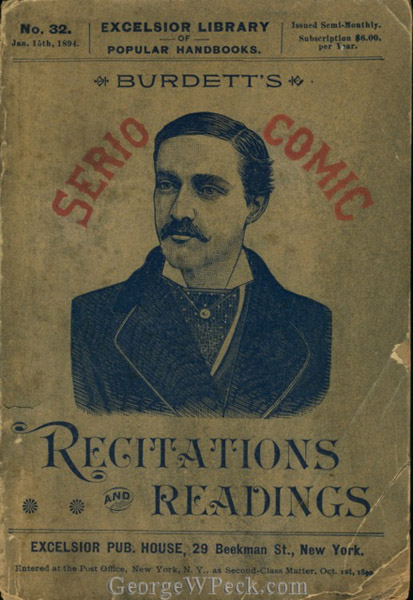 No. 32.
Jan. 15th, 1894.
EXCELSIOR LIBRARY
OF
POPULAR HANDBOOKS.
Issued Semi-Monthly.
Subscription $6.00.
per Year.
BURDETT'S
SERIO COMIC
RECITATIONS
AND READINGS
EXCELSIOR PUB. HOUSE, 29 Beekman St., New York.
Entered at the Post Office, New York, N. Y., as Second-Class Matter, Oct. 1st,
GeorgeWPeck.com